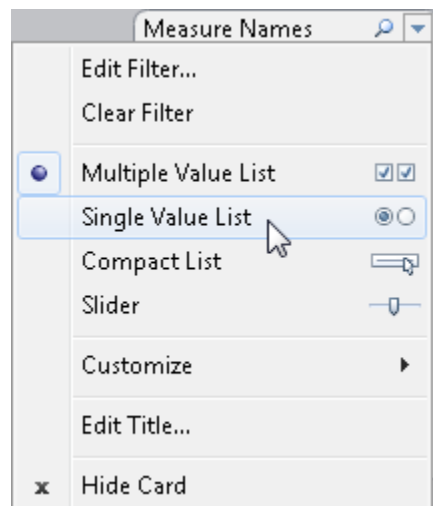 Measure Names
Edit Filter...
Clear Filter
Multiple Value List
Single Value List
Compact List
Slider
Customize
Edit Title...
Hide Card